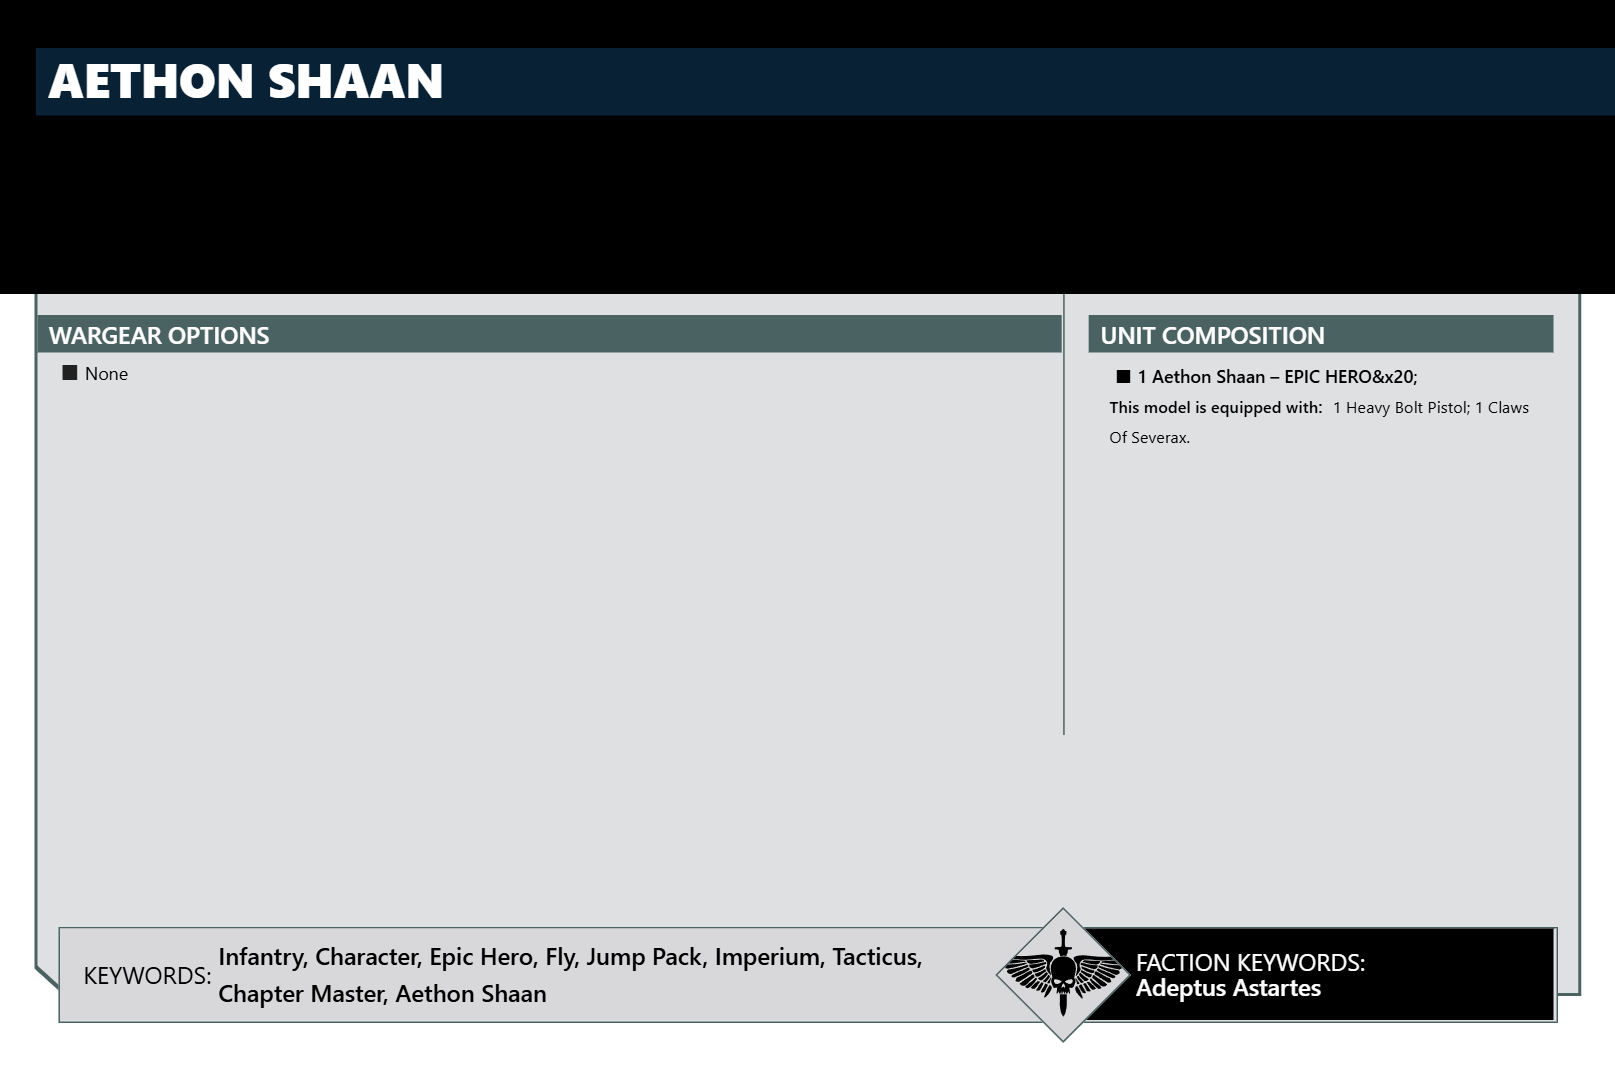 AETHON SHAAN
WARGEAR OPTIONS
■ None
UNIT COMPOSITION
■ 1 Aethon Shaan – EPIC HERO&x20;
This model is equipped with: 1 Heavy Bolt Pistol; 1 Claws
Of Severax.
KEYWORDS:
Infantry, Character, Epic Hero, Fly, Jump Pack, Imperium, Tacticus,
Chapter Master, Aethon Shaan
FACTION KEYWORDS:
Adeptus Astartes